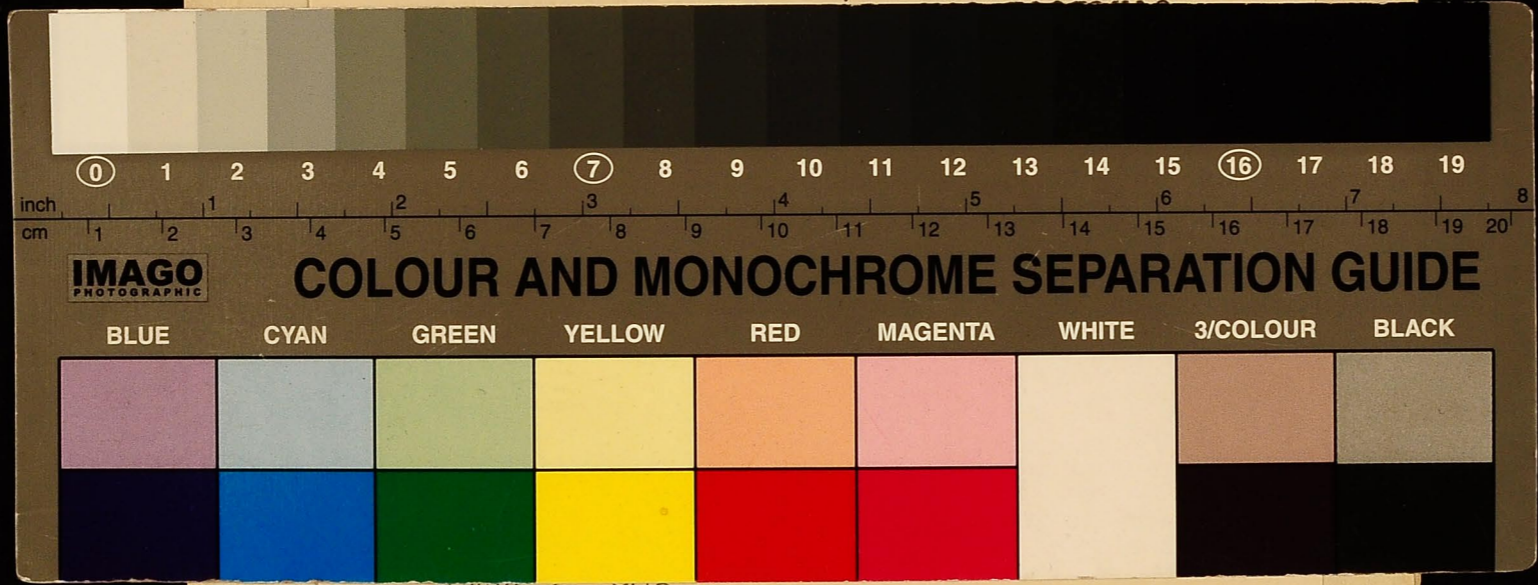 0 1 2 3 4 5 6 7 8 9 10 11 12 13 14 15 16 17 18 19
inch 1 2 3 4 5 6 7 8
cm 1 2 3 4 5 6 7 8 9 10 11 12 13 14 15 16 17 18 19 20
IMAGO
PHOTOGRAPHIC
COLOUR AND MONOCHROME SEPARATION GUIDE
BLUE CYAN GREEN YELLOW RED MAGENTA WHITE 3/COLOUR BLACK